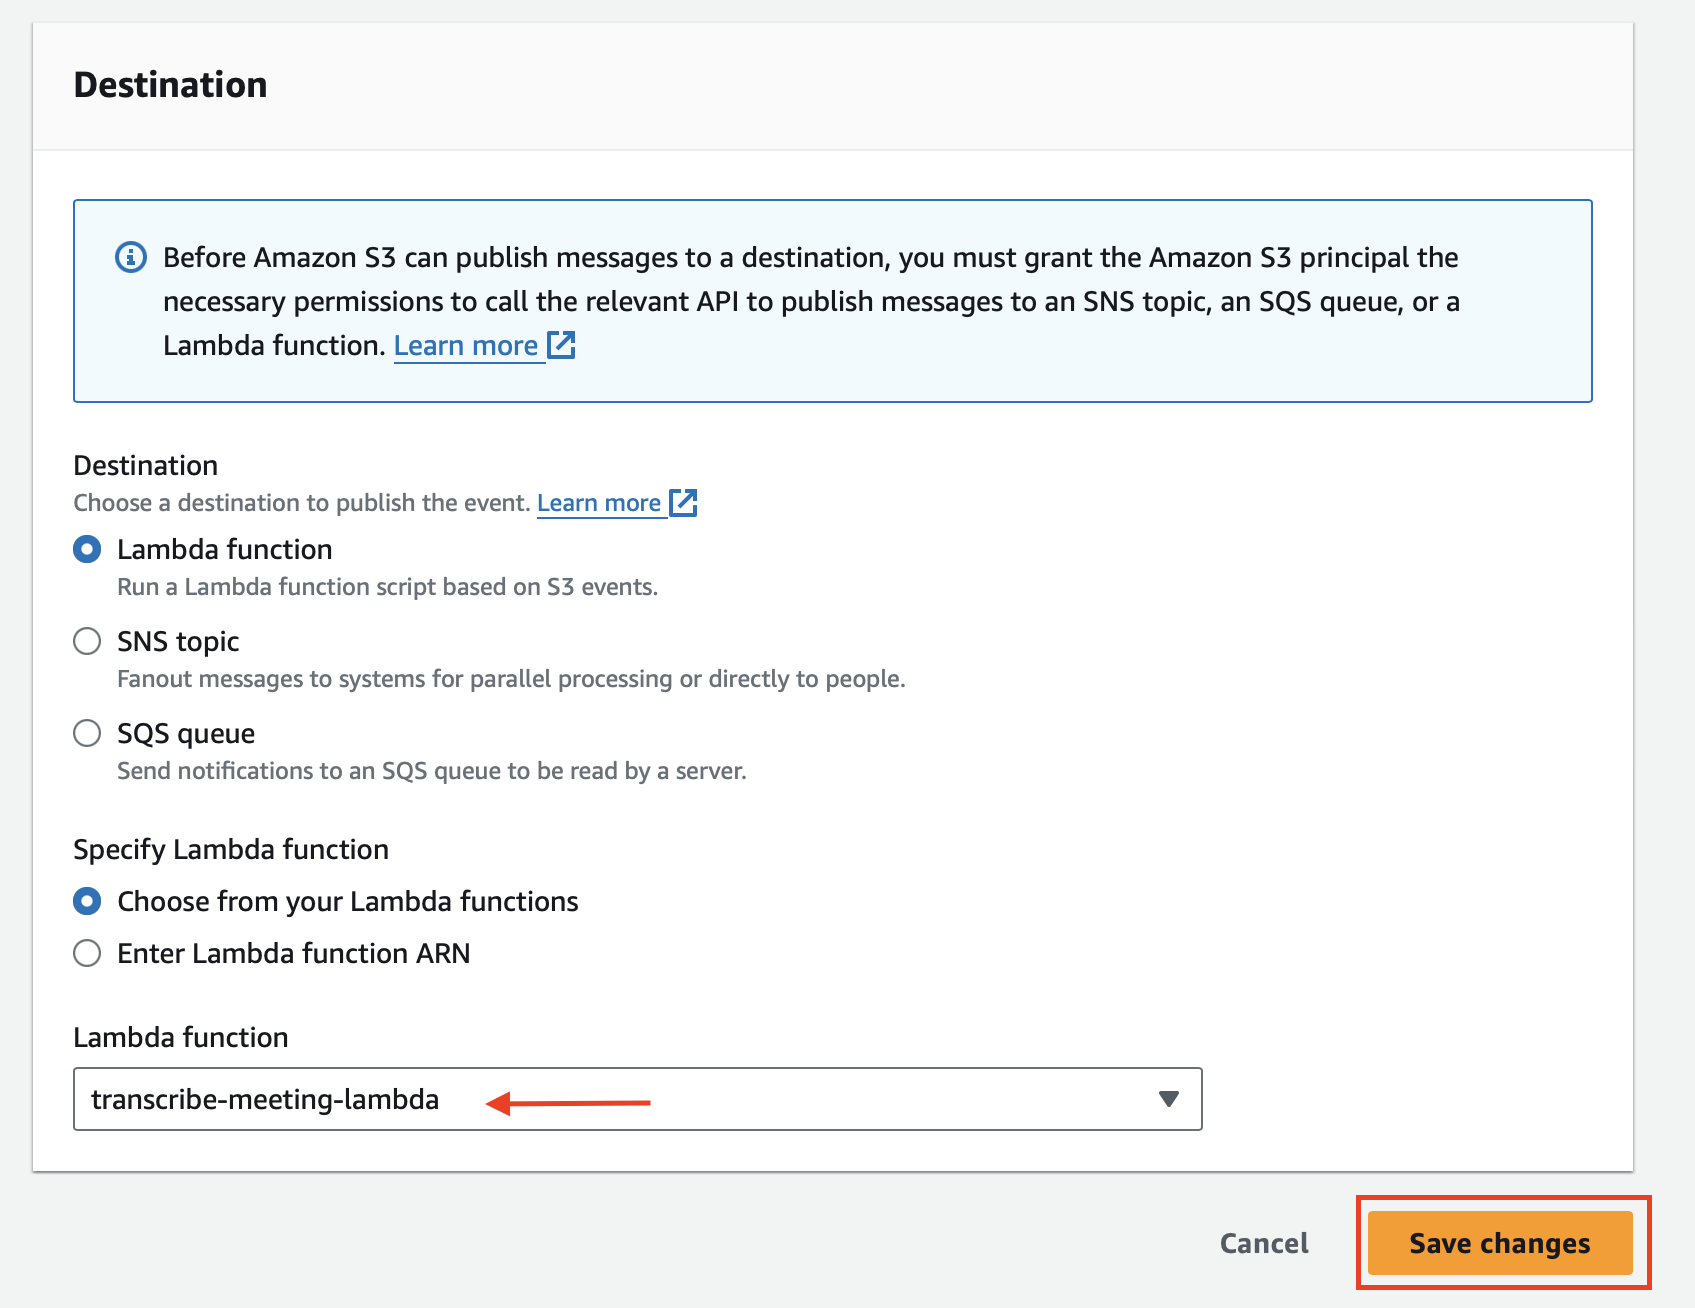 Destination
Before Amazon S3 can publish messages to a destination, you must grant the Amazon S3 principal the
necessary permissions to call the relevant API to publish messages to an SNS topic, an SQS queue, or a
Lambda function. Learn more
Destination
Choose a destination to publish the event. Learn more
Lambda function
Run a Lambda function script based on S3 events.
SNS topic
Fanout messages to systems for parallel processing or directly to people.
SQS queue
Send notifications to an SQS queue to be read by a server.
Specify Lambda function
Choose from your Lambda functions
Enter Lambda function ARN
Lambda function
transcribe-meeting-lambda
Cancel
Save changes